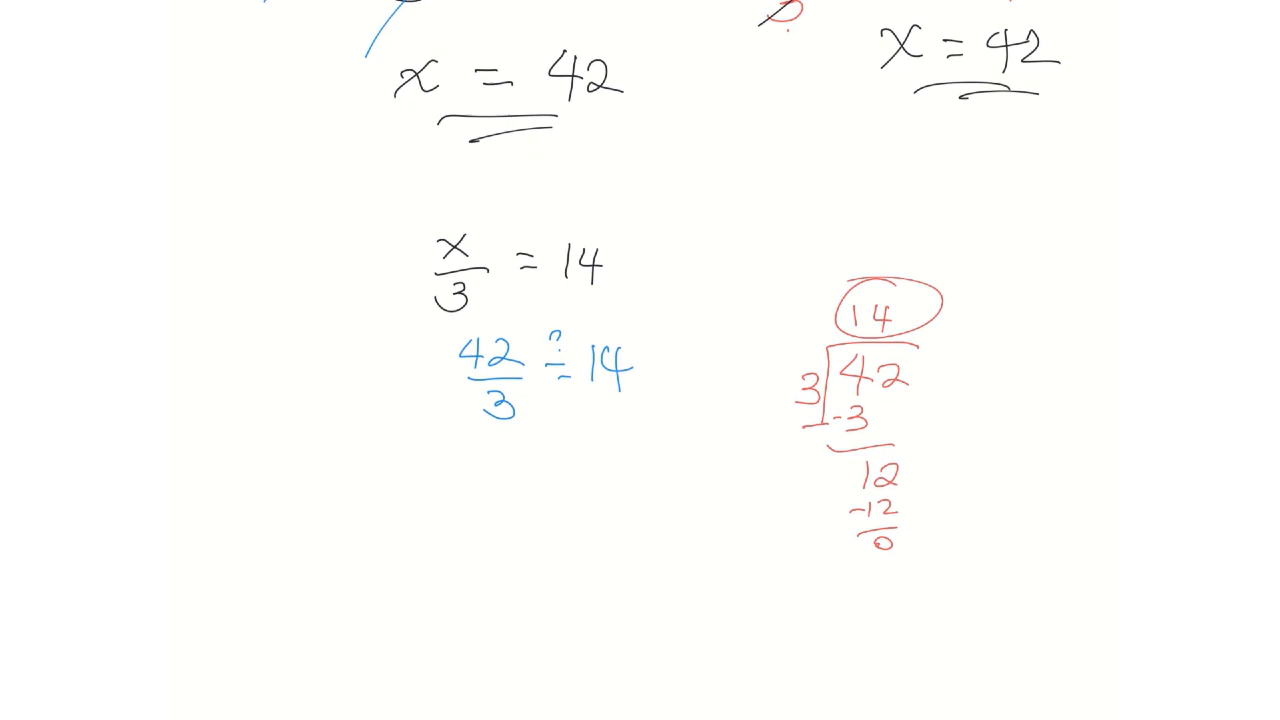 x = 42
x = 42
x/3 = 14
42/3 ≟ 14
14
3 42
-3
12
-12
0